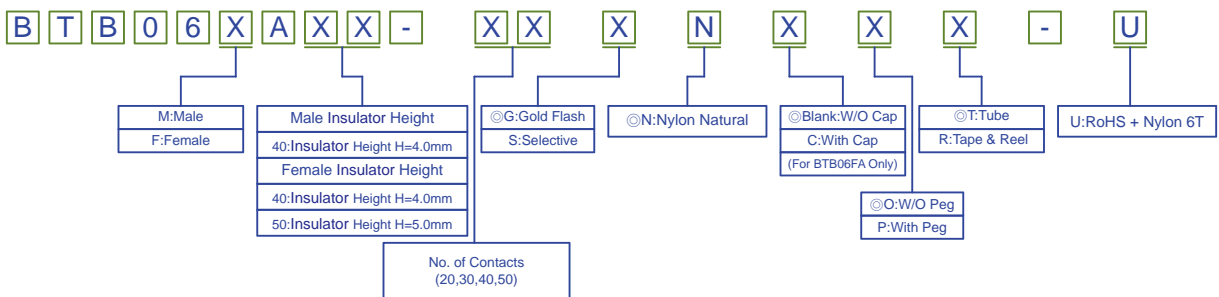 BTB06XAXX- XX X N X X X - U
M:Male
F:Female
Male Insulator Height
40:Insulator Height H=4.0mm
Female Insulator Height
40:Insulator Height H=4.0mm
50:Insulator Height H=5.0mm
No. of Contacts
(20,30,40,50)
◎G:Gold Flash
S:Selective
◎N:Nylon Natural
◎Blank:W/O Cap
C:With Cap
(For BTB06FA Only)
◎O:W/O Peg
P:With Peg
◎T:Tube
R:Tape & Reel
U:RoHS + Nylon 6T